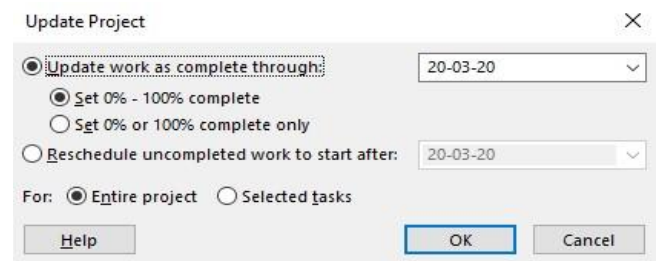 Update Project
Update work as complete through: 20-03-20
Set 0% - 100% complete
Set 0% or 100% complete only
Reschedule uncompleted work to start after: 20-03-20
For: Entire project Selected tasks
Help OK Cancel